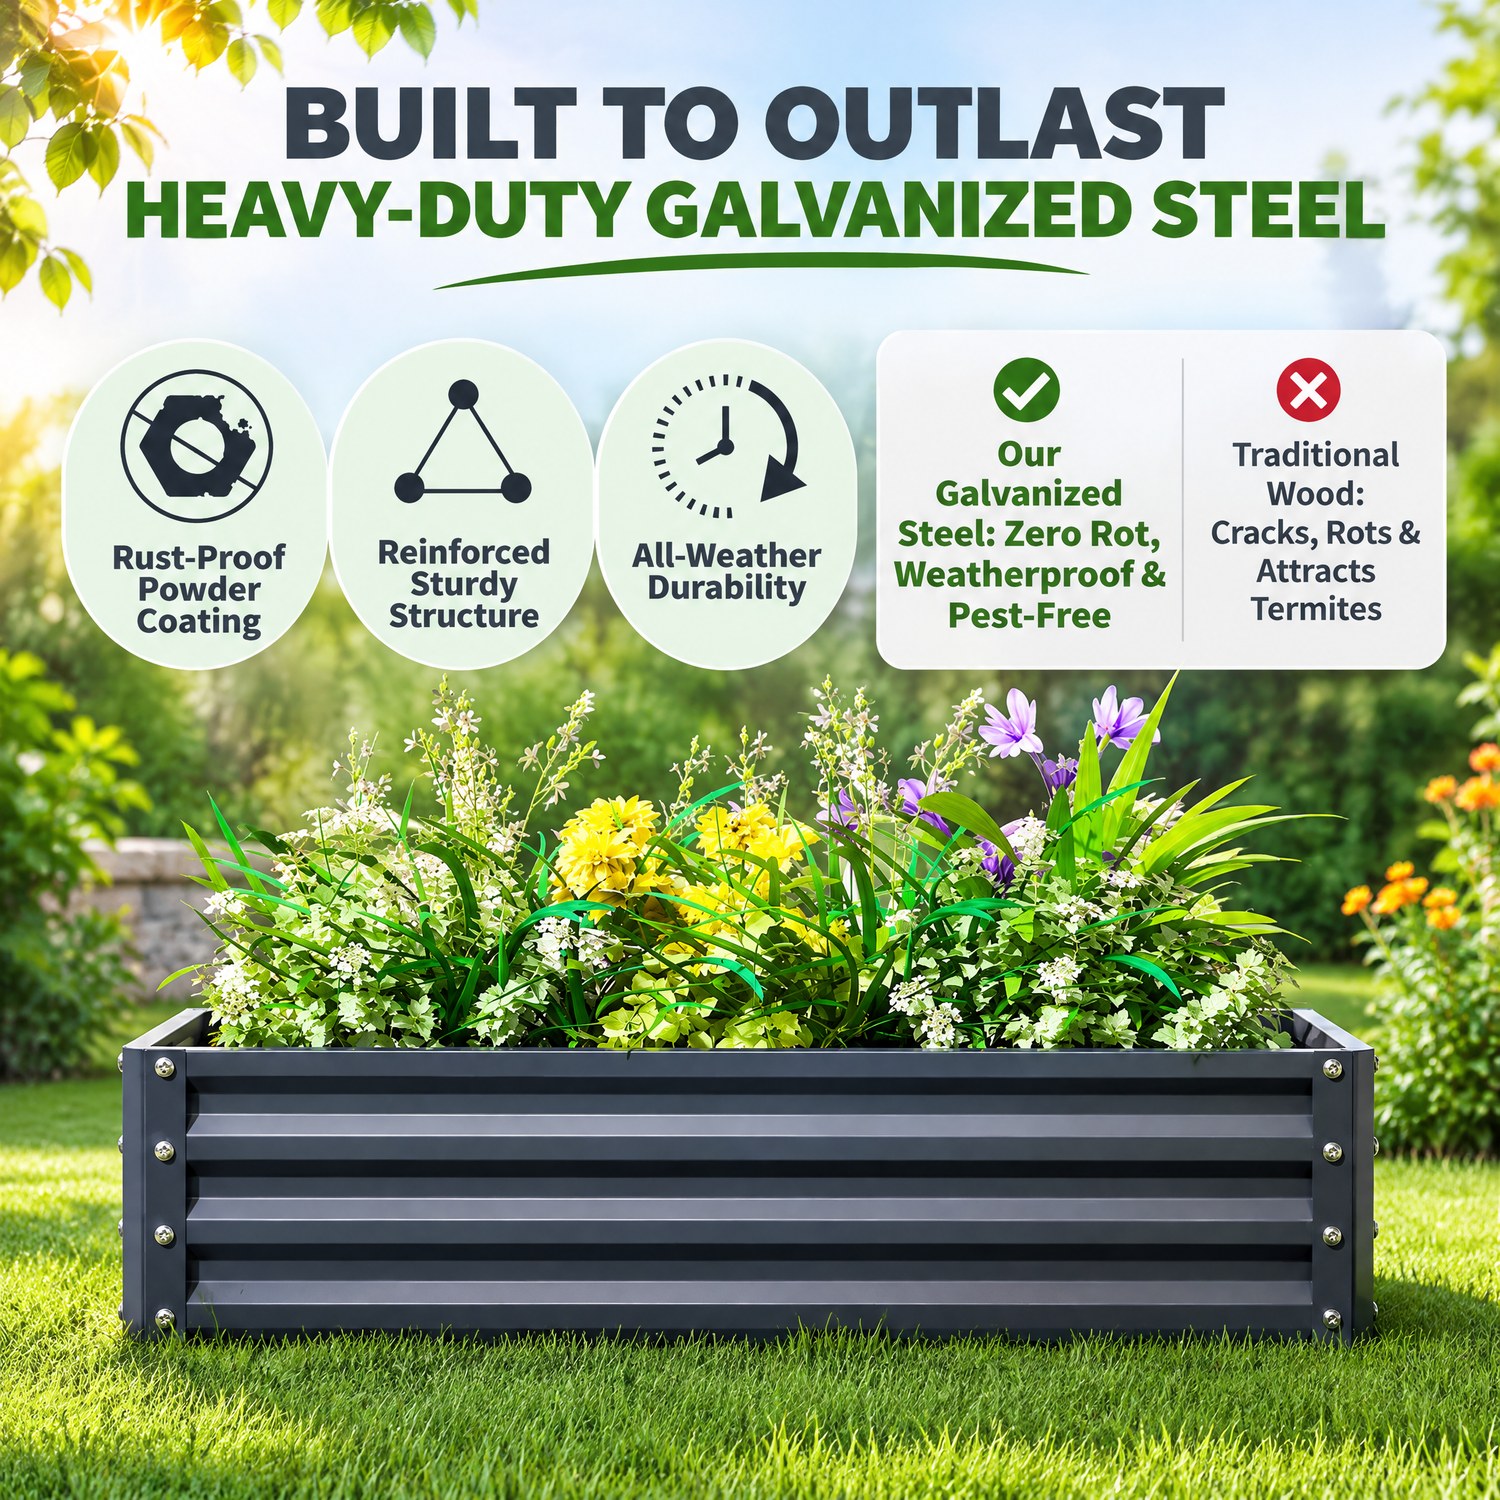 BUILT TO OUTLAST
HEAVY-DUTY GALVANIZED STEEL
Rust-Proof
Powder
Coating
Reinforced
Sturdy
Structure
All-Weather
Durability
Our
Galvanized
Steel: Zero Rot,
Weatherproof &
Pest-Free
Traditional
Wood:
Cracks, Rots &
Attracts
Termites